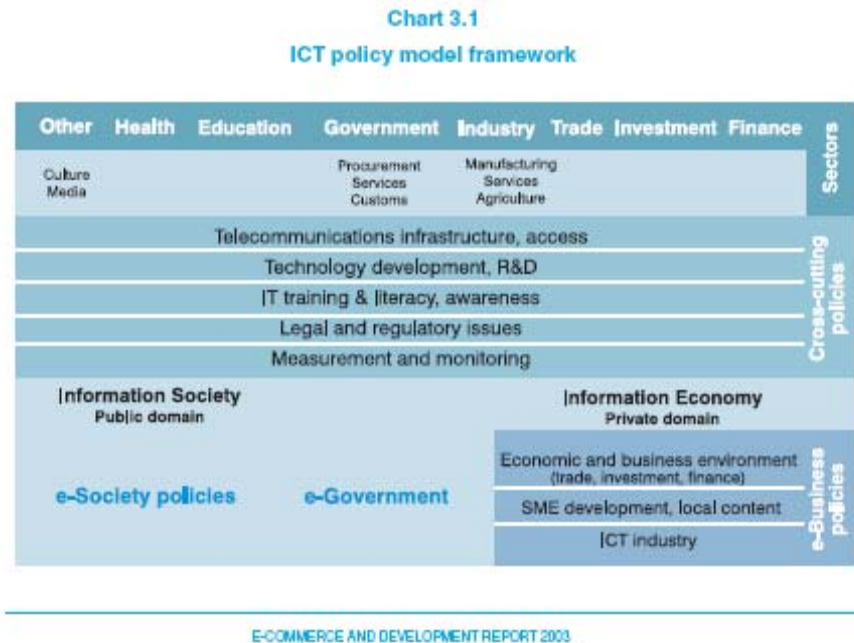 Chart 3.1
ICT policy model framework
Other Health Education Government Industry Trade Investment Finance
Sectors
Culture
Media
Procurement
Services
Customs
Manufacturing
Services
Agriculture
Telecommunications infrastructure, access
Technology development, R&D
IT training & literacy, awareness
Legal and regulatory issues
Measurement and monitoring
Cross-cutting
policies
Information Society
Public domain
Information Economy
Private domain
e-Society policies
e-Government
Economic and business environment
(trade, investment, finance)
SME development, local content
ICT industry
e-Business
policies
E-COMMERCE AND DEVELOPMENT REPORT 2003